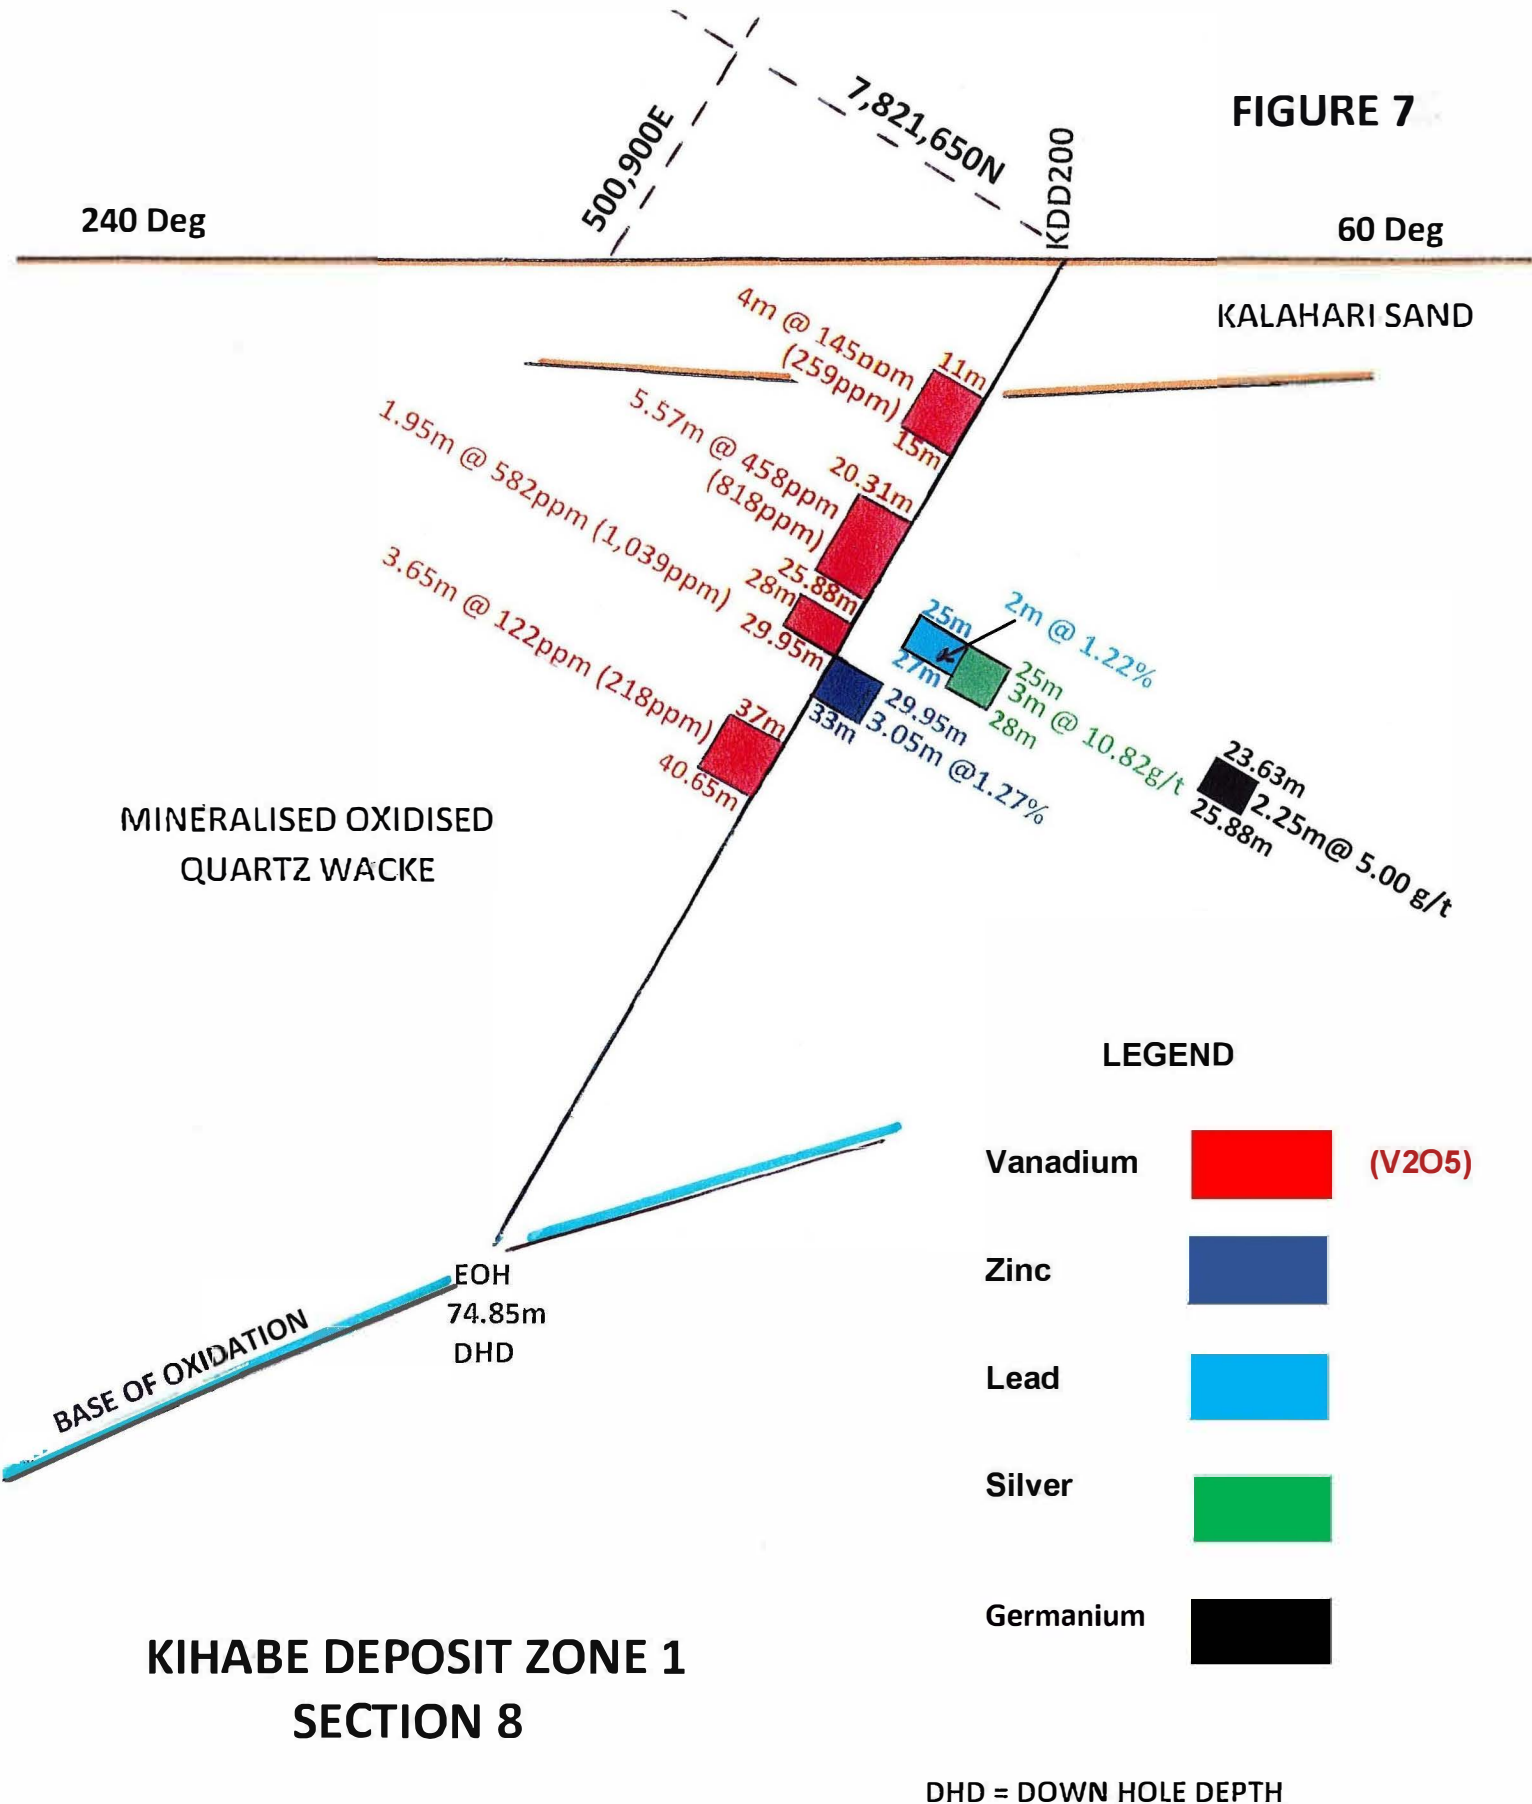 FIGURE 7
500,900E
7,821,650N
KDD200
240 Deg
60 Deg
KALAHARI SAND
4m @ 145ppm
(259ppm)
11m
15m
5.57m @ 458ppm
(818ppm)
20.31m
25.88m
1.95m @ 582ppm (1,039ppm)
28m
29.95m
3.65m @ 122ppm (218ppm)
37m
40.65m
25m
27m
2m @ 1.22%
25m
3m @ 10.82g/t
28m
29.95m
3.05m @1.27%
33m
23.63m
2.25m@ 5.00 g/t
25.88m
MINERALISED OXIDISED
QUARTZ WACKE
EOH
74.85m
DHD
BASE OF OXIDATION
LEGEND
Vanadium (V2O5)
Zinc
Lead
Silver
Germanium
KIHABE DEPOSIT ZONE 1
SECTION 8
DHD = DOWN HOLE DEPTH